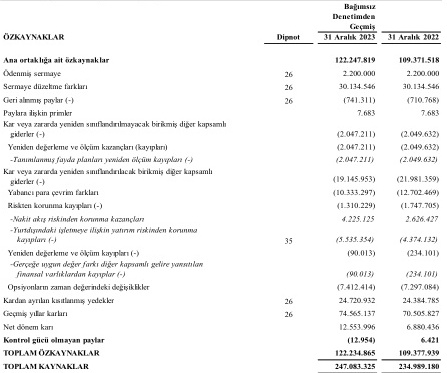 Bağımsız
Denetimden
Geçmiş
ÖZKAYNAKLAR Dipnot 31 Aralık 2023 31 Aralık 2022
Ana ortaklığa ait özkaynaklar 122.247.819 109.371.518
Ödenmiş sermaye 26 2.200.000 2.200.000
Sermaye düzeltme farkları 26 30.134.546 30.134.546
Geri alınmış paylar (-) 26 (741.311) (710.768)
Paylara ilişkin primler 7.683 7.683
Kar veya zararda yeniden sınıflandırılmayacak birikmiş diğer kapsamlı
giderler (-) (2.047.211) (2.049.632)
Yeniden değerleme ve ölçüm kazançları (kayıpları) (2.047.211) (2.049.632)
-Tanımlanmış fayda planları yeniden ölçüm kayıpları (-) (2.047.211) (2.049.632)
Kar veya zararda yeniden sınıflandırılacak birikmiş diğer kapsamlı
giderler (-) (19.145.953) (21.981.359)
Yabancı para çevrim farkları (10.333.297) (12.702.469)
Riskten korunma kayıpları (-) (1.310.229) (1.747.705)
-Nakit akış riskinden korunma kazançları 4.225.125 2.626.427
-Yurtdışındaki işletmeye ilişkin yatırım riskinden korunma
kayıpları (-) 35 (5.535.354) (4.374.132)
Yeniden değerleme ve ölçüm kayıpları (-) (90.013) (234.101)
-Gerçeğe uygun değer farkı diğer kapsamlı gelire yansıtılan
finansal varlıklardan kayıplar (-) (90.013) (234.101)
Opsiyonların zaman değerindeki değişiklikler (7.412.414) (7.297.084)
Kardan ayrılan kısıtlanmış yedekler 26 24.720.932 24.384.785
Geçmiş yıllar karları 26 74.565.137 70.505.827
Net dönem karı 12.553.996 6.880.436
Kontrol gücü olmayan paylar (12.954) 6.421
TOPLAM ÖZKAYNAKLAR 122.234.865 109.377.939
TOPLAM KAYNAKLAR 247.083.325 234.989.180